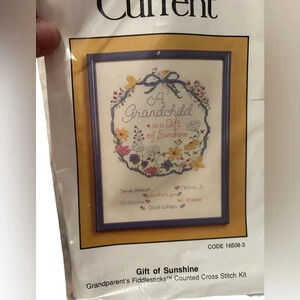 Current
A
Grandchild
is a Gift
of Sunshine
CODE 16508-3
Gift of Sunshine
Grandparent's Fiddlesticks™ Counted Cross Stitch Kit